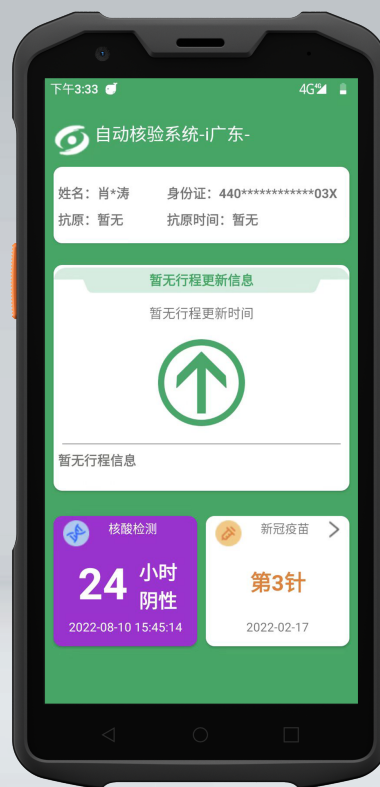 下午3:33 4G
自动核验系统-i广东-
姓名：肖*涛 身份证：440************03X
抗原：暂无 抗原时间：暂无
暂无行程更新信息
暂无行程更新时间
暂无行程信息
核酸检测
24 小时
阴性
2022-08-10 15:45:14
新冠疫苗
第3针
2022-02-17